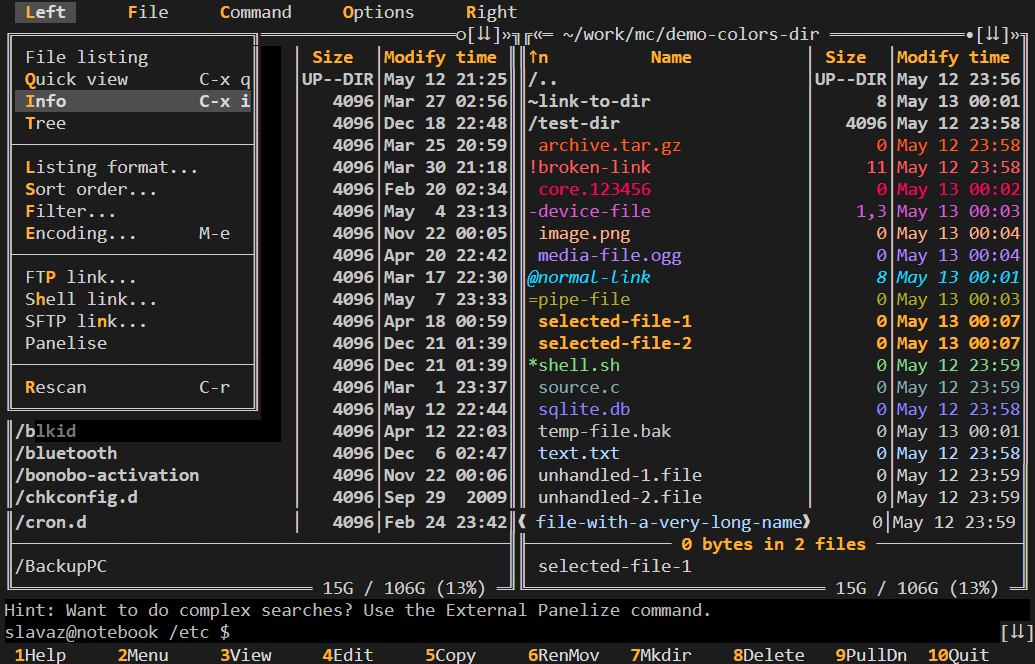 Left File Command Options Right
o[⇊]»╗╔«═ ~/work/mc/demo-colors-dir ═•[⇊]»╗
File listing Size Modify time ↑n Name Size Modify time
Quick view C-x q UP--DIR May 12 21:25 /.. UP--DIR May 12 23:56
Info C-x i 4096 Mar 27 02:56 ~link-to-dir 8 May 13 00:01
Tree 4096 Dec 18 22:48 /test-dir 4096 May 12 23:58
4096 Mar 25 20:59 archive.tar.gz 0 May 12 23:58
Listing format... 4096 Mar 30 21:18 !broken-link 11 May 12 23:58
Sort order... 4096 Feb 20 02:34 core.123456 0 May 13 00:02
Filter... 4096 May 4 23:13 -device-file 1,3 May 13 00:03
Encoding... M-e 4096 Nov 22 00:05 image.png 0 May 13 00:04
4096 Apr 20 22:42 media-file.ogg 0 May 13 00:04
FTP link... 4096 Mar 17 22:30 @normal-link 8 May 13 00:01
Shell link... 4096 May 7 23:33 =pipe-file 0 May 13 00:03
SFTP link... 4096 Apr 18 00:59 selected-file-1 0 May 13 00:07
Panelise 4096 Dec 21 01:39 selected-file-2 0 May 13 00:07
4096 Dec 21 01:39 *shell.sh 0 May 12 23:59
Rescan C-r 4096 Mar 1 23:37 source.c 0 May 12 23:59
4096 May 12 22:44 sqlite.db 0 May 12 23:58
/blkid 4096 Apr 12 22:03 temp-file.bak 0 May 13 00:01
/bluetooth 4096 Dec 6 02:47 text.txt 0 May 12 23:58
/bonobo-activation 4096 Nov 22 00:06 unhandled-1.file 0 May 12 23:59
/chkconfig.d 4096 Sep 29 2009 unhandled-2.file 0 May 12 23:59
/cron.d 4096 Feb 24 23:42 ❨ file-with-a-very-long-name❩ 0 May 12 23:59
0 bytes in 2 files
/BackupPC selected-file-1
15G / 106G (13%) 15G / 106G (13%)
Hint: Want to do complex searches? Use the External Panelize command.
slavaz@notebook /etc $ [⇊]
1Help 2Menu 3View 4Edit 5Copy 6RenMov 7Mkdir 8Delete 9PullDn 10Quit